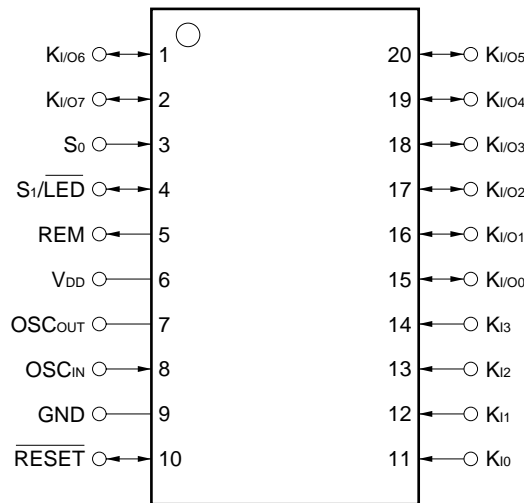 KI/O6 1 20 KI/O5
KI/O7 2 19 KI/O4
S0 3 18 KI/O3
S1/LED 4 17 KI/O2
REM 5 16 KI/O1
VDD 6 15 KI/O0
OSCOUT 7 14 KI3
OSCIN 8 13 KI2
GND 9 12 KI1
RESET 10 11 KI0